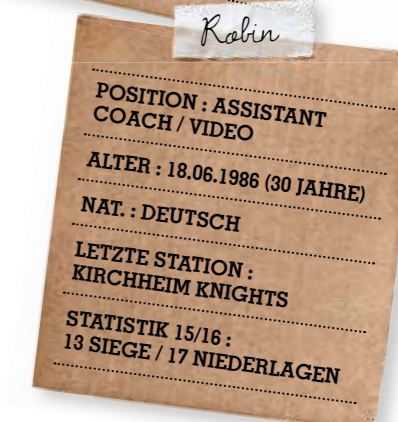 Robin
POSITION : ASSISTANT
COACH / VIDEO
ALTER : 18.06.1986 (30 JAHRE)
NAT. : DEUTSCH
LETZTE STATION :
KIRCHHEIM KNIGHTS
STATISTIK 15/16 :
13 SIEGE / 17 NIEDERLAGEN